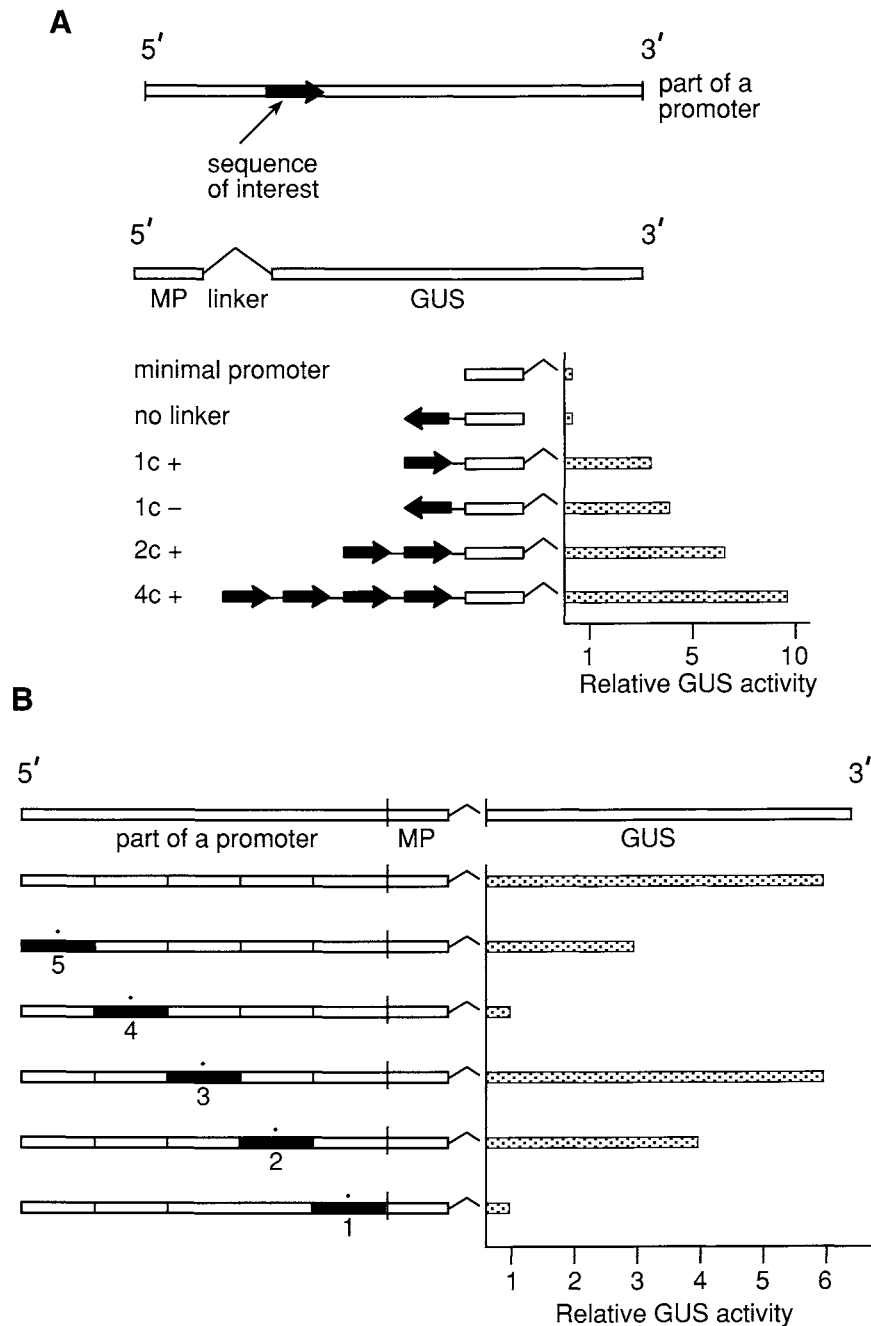 A
5′ 3′
part of a
promoter
sequence
of interest
5′ 3′
MP linker GUS
minimal promoter
no linker
1c +
1c –
2c +
4c +
1 5 10
Relative GUS activity
B
5′ 3′
part of a promoter MP GUS
5
4
3
2
1
1 2 3 4 5 6
Relative GUS activity